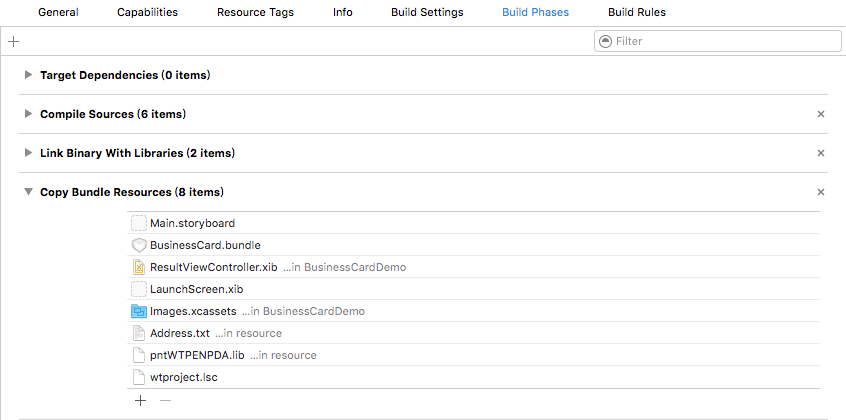 General Capabilities Resource Tags Info Build Settings Build Phases Build Rules
Filter
Target Dependencies (0 items)
Compile Sources (6 items)
Link Binary With Libraries (2 items)
Copy Bundle Resources (8 items)
Main.storyboard
BusinessCard.bundle
ResultViewController.xib ...in BusinessCardDemo
LaunchScreen.xib
Images.xcassets ...in BusinessCardDemo
Address.txt ...in resource
pntWTPENPDA.lib ...in resource
wtproject.lsc